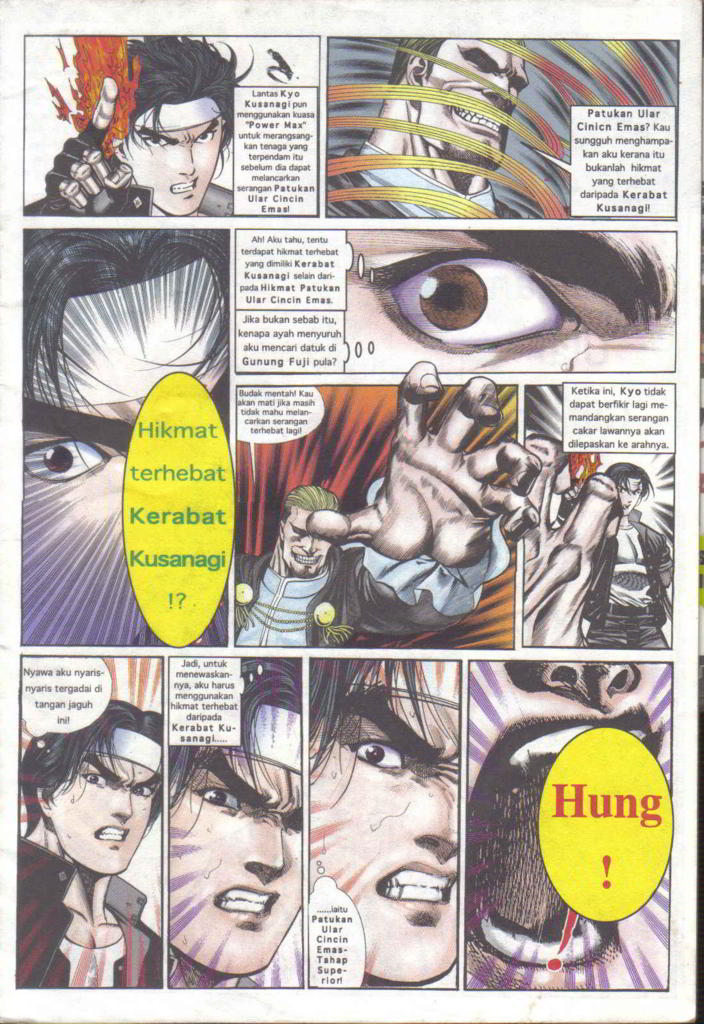 Lantas Kyo
Kusanagi pun
menggunakan kuasa
"Power Max"
untuk merangsang-
kan tenaga yang
terpendam itu
sebelum dia dapat
melancarkan
serangan Patukan
Ular Cincin
Emas!
Patukan Ular
Cincn Emas? Kau
sungguh menghampa-
kan aku kerana itu
bukanlah hikmat
yang terhebat
daripada Kerabat
Kusanagi!
Ah! Aku tahu, tentu
terdapat hikmat terhebat
yang dimiliki Kerabat
Kusanagi selain dari-
pada Hikmat Patukan
Ular Cincin Emas.
Jika bukan sebab itu,
kenapa ayah menyuruh
aku mencari datuk di
Gunung Fuji pula?
Hikmat
terhebat
Kerabat
Kusanagi
!?
Budak mentah! Kau
akan mati jika masih
tidak mahu melan-
carkan serangan
terhebat lagi!
Ketika ini, Kyo tidak
dapat berfikir lagi me-
mandangkan serangan
cakar lawannya akan
dilepaskan ke arahnya.
Nyawa aku nyaris-
nyaris tergadai di
tangan jaguh
ini!
Jadi, untuk
menewaskan-
nya, aku harus
menggunakan
hikmat terhebat
daripada
Kerabat Ku-
sanagi.....
......iaitu
Patukan
Ular
Cincin
Emas-
Tahap
Supe-
rior!
Hung
!
!